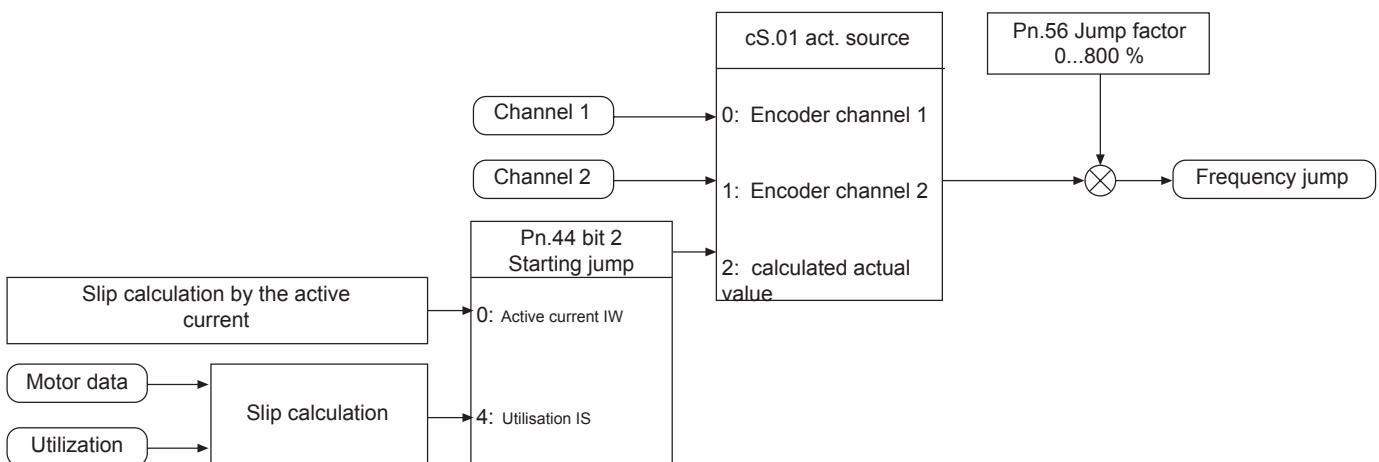 cS.01 act. source
Pn.56 Jump factor
0...800 %
Channel 1
0: Encoder channel 1
Channel 2
1: Encoder channel 2
Frequency jump
Pn.44 bit 2
Starting jump
2: calculated actual
value
Slip calculation by the active
current
0: Active current IW
Motor data
Slip calculation
4: Utilisation IS
Utilization